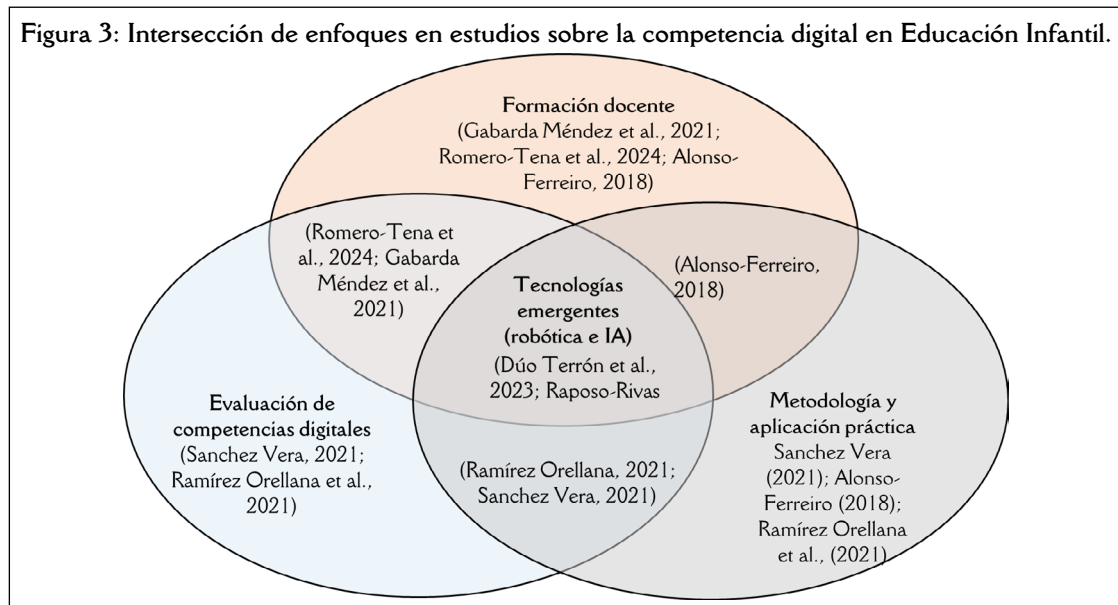 Figura 3: Intersección de enfoques en estudios sobre la competencia digital en Educación Infantil.
Formación docente
(Gabarda Méndez et al., 2021;
Romero-Tena et al., 2024; Alonso-
Ferreiro, 2018)
(Romero-Tena et
al., 2024; Gabarda
Méndez et al.,
2021)
Tecnologías
emergentes
(robótica e IA)
(Dúo Terrón et al.,
2023; Raposo-Rivas
(Alonso-Ferreiro,
2018)
Evaluación de
competencias digitales
(Sanchez Vera, 2021;
Ramírez Orellana et al.,
2021)
(Ramírez Orellana, 2021;
Sanchez Vera, 2021)
Metodología y
aplicación práctica
Sanchez Vera
(2021); Alonso-
Ferreiro (2018);
Ramírez Orellana
et al., (2021)